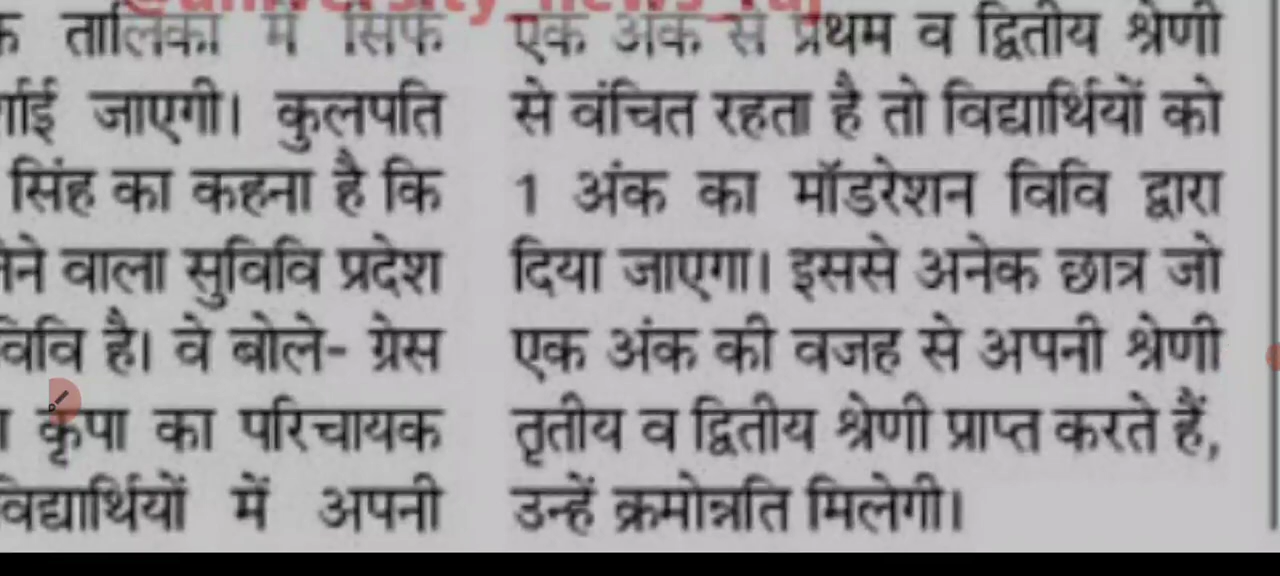 @university_news_raj
तालिका में सिर्फ
जाएगी। कुलपति
सिंह का कहना है कि
वाला सुविवि प्रदेश
विवि है। वे बोले- ग्रेस
कृपा का परिचायक
विद्यार्थियों में अपनी
एक अंक से प्रथम व द्वितीय श्रेणी
से वंचित रहता है तो विद्यार्थियों को
1 अंक का मॉडरेशन विवि द्वारा
दिया जाएगा। इससे अनेक छात्र जो
एक अंक की वजह से अपनी श्रेणी
तृतीय व द्वितीय श्रेणी प्राप्त करते हैं,
उन्हें क्रमोन्नति मिलेगी।